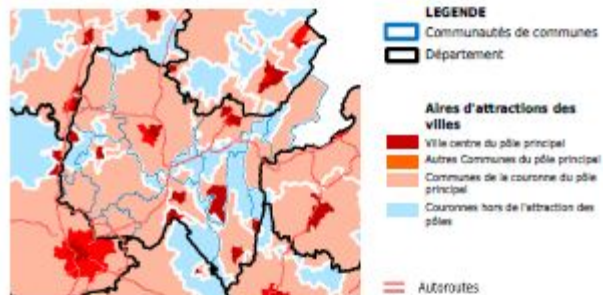 LEGENDE
Communautés de communes
Département
Aires d'attractions des
villes
Ville centre du pôle principal
Autres Communes du pôle principal
Communes de la couronne du pôle
principal
Couronnes hors de l'attraction des
pôles
Autoroutes